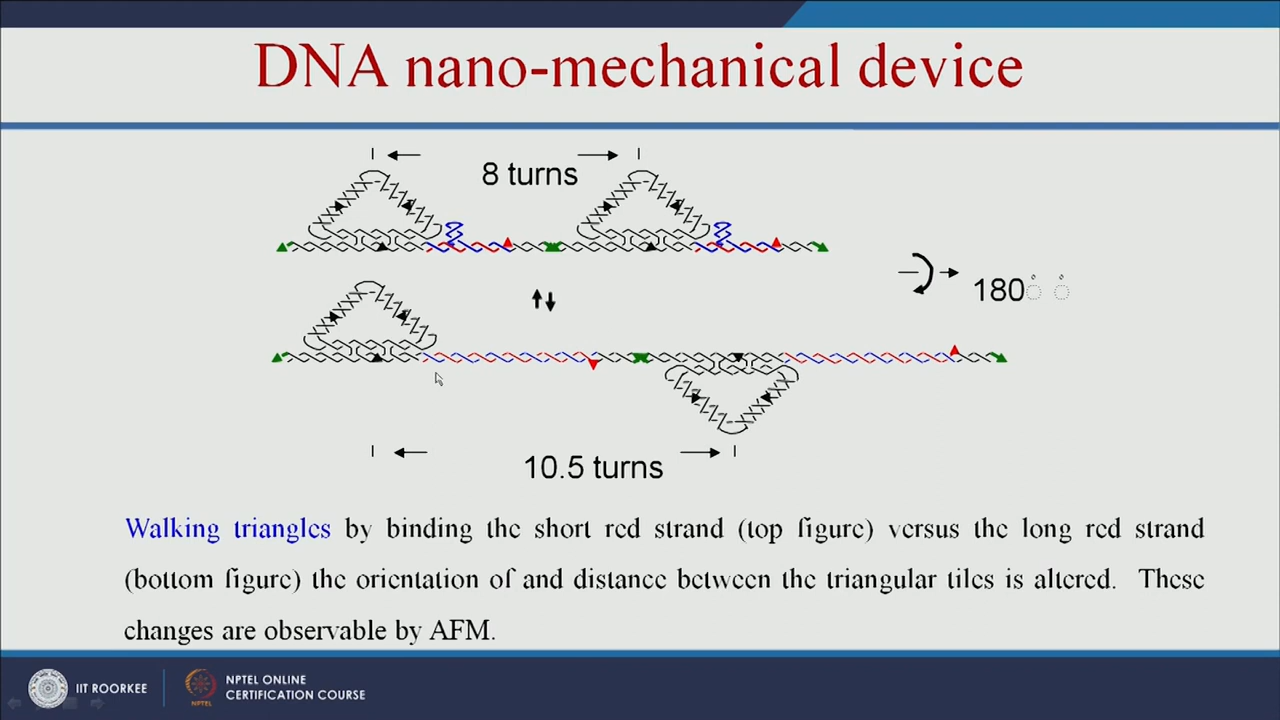 DNA nano-mechanical device
8 turns
180° °
10.5 turns
Walking triangles by binding the short red strand (top figure) versus the long red strand
(bottom figure) the orientation of and distance between the triangular tiles is altered. These
changes are observable by AFM.
IIT ROORKEE
NPTEL
NPTEL ONLINE
CERTIFICATION COURSE